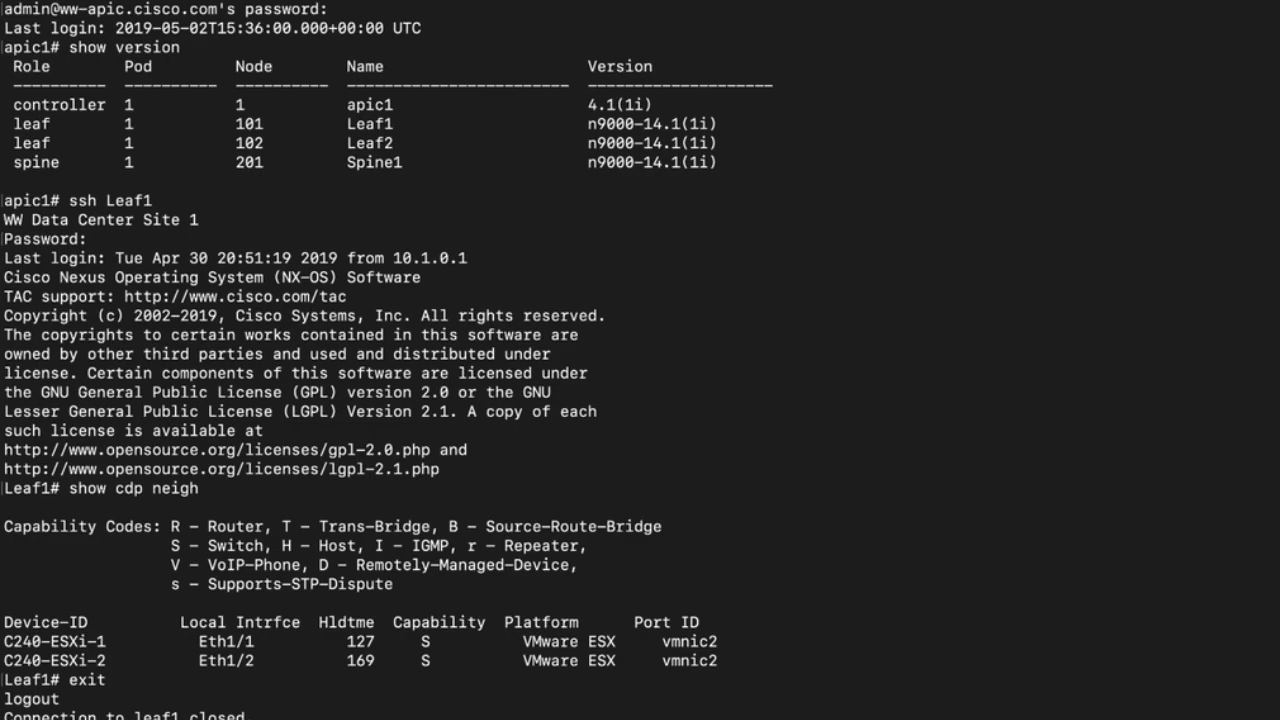 admin@ww-apic.cisco.com's password:
Last login: 2019-05-02T15:36:00.000+00:00 UTC
apic1# show version
Role Pod Node Name Version
---------- ---------- ---------- ------------------------ --------------------
controller 1 1 apic1 4.1(1i)
leaf 1 101 Leaf1 n9000-14.1(1i)
leaf 1 102 Leaf2 n9000-14.1(1i)
spine 1 201 Spine1 n9000-14.1(1i)
apic1# ssh Leaf1
WW Data Center Site 1
Password:
Last login: Tue Apr 30 20:51:19 2019 from 10.1.0.1
Cisco Nexus Operating System (NX-OS) Software
TAC support: http://www.cisco.com/tac
Copyright (c) 2002-2019, Cisco Systems, Inc. All rights reserved.
The copyrights to certain works contained in this software are
owned by other third parties and used and distributed under
license. Certain components of this software are licensed under
the GNU General Public License (GPL) version 2.0 or the GNU
Lesser General Public License (LGPL) Version 2.1. A copy of each
such license is available at
http://www.opensource.org/licenses/gpl-2.0.php and
http://www.opensource.org/licenses/lgpl-2.1.php
Leaf1# show cdp neigh
Capability Codes: R - Router, T - Trans-Bridge, B - Source-Route-Bridge
S - Switch, H - Host, I - IGMP, r - Repeater,
V - VoIP-Phone, D - Remotely-Managed-Device,
s - Supports-STP-Dispute
Device-ID Local Intrfce Hldtme Capability Platform Port ID
C240-ESXi-1 Eth1/1 127 S VMware ESX vmnic2
C240-ESXi-2 Eth1/2 169 S VMware ESX vmnic2
Leaf1# exit
logout
Connection to leaf1 closed.